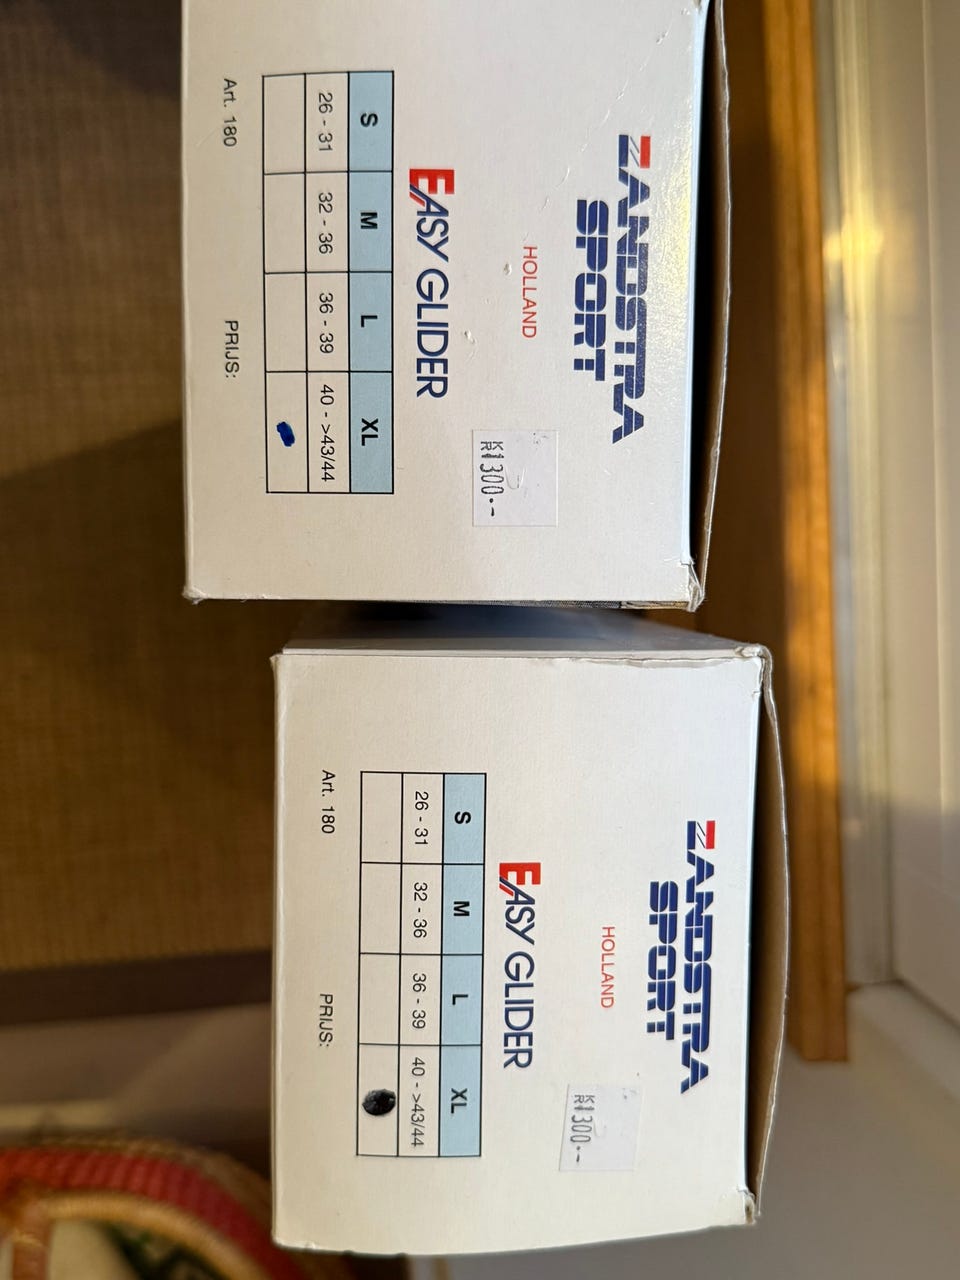 ZANDSTRA
SPORT
HOLLAND
KR 1300.-
EASY GLIDER
S M L XL
26 - 31 32 - 36 36 - 39 40 - >43/44
Art. 180 PRIJS:
ZANDSTRA
SPORT
HOLLAND
KR 1300.-
EASY GLIDER
S M L XL
26 - 31 32 - 36 36 - 39 40 - >43/44
Art. 180 PRIJS: